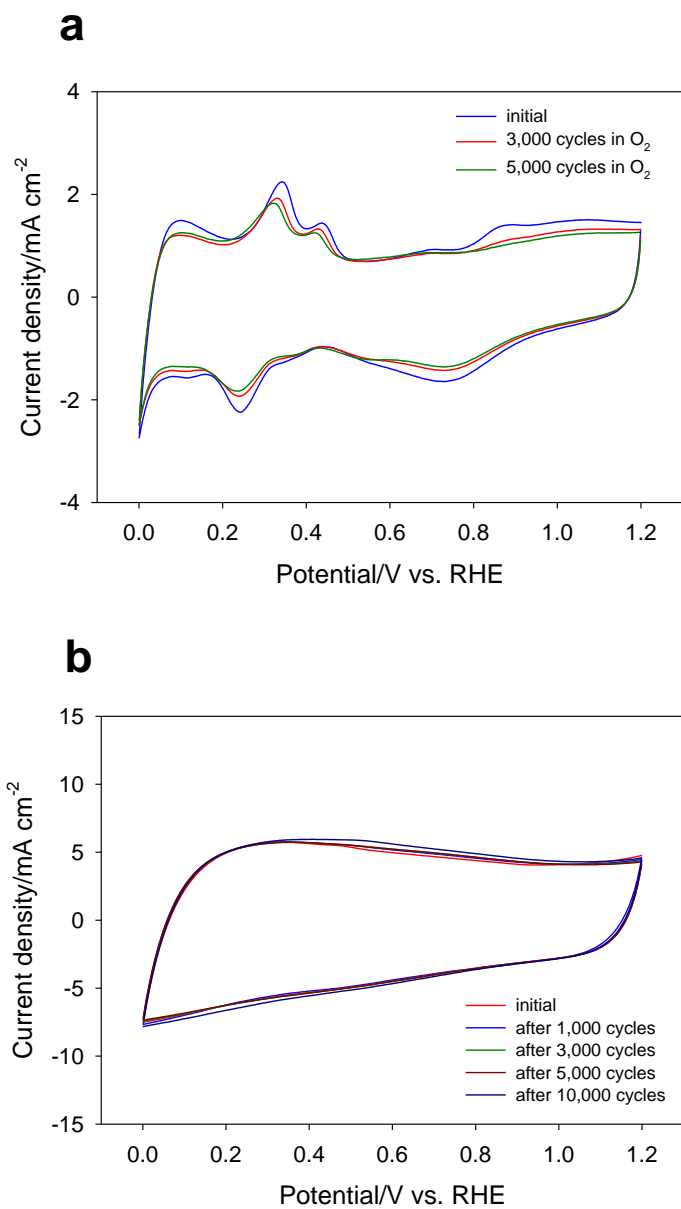 a
4
2
0
-2
-4
Current density/mA cm-2
initial
3,000 cycles in O2
5,000 cycles in O2
0.0 0.2 0.4 0.6 0.8 1.0 1.2
Potential/V vs. RHE
b
15
10
5
0
-5
-10
-15
Current density/mA cm-2
initial
after 1,000 cycles
after 3,000 cycles
after 5,000 cycles
after 10,000 cycles
0.0 0.2 0.4 0.6 0.8 1.0 1.2
Potential/V vs. RHE